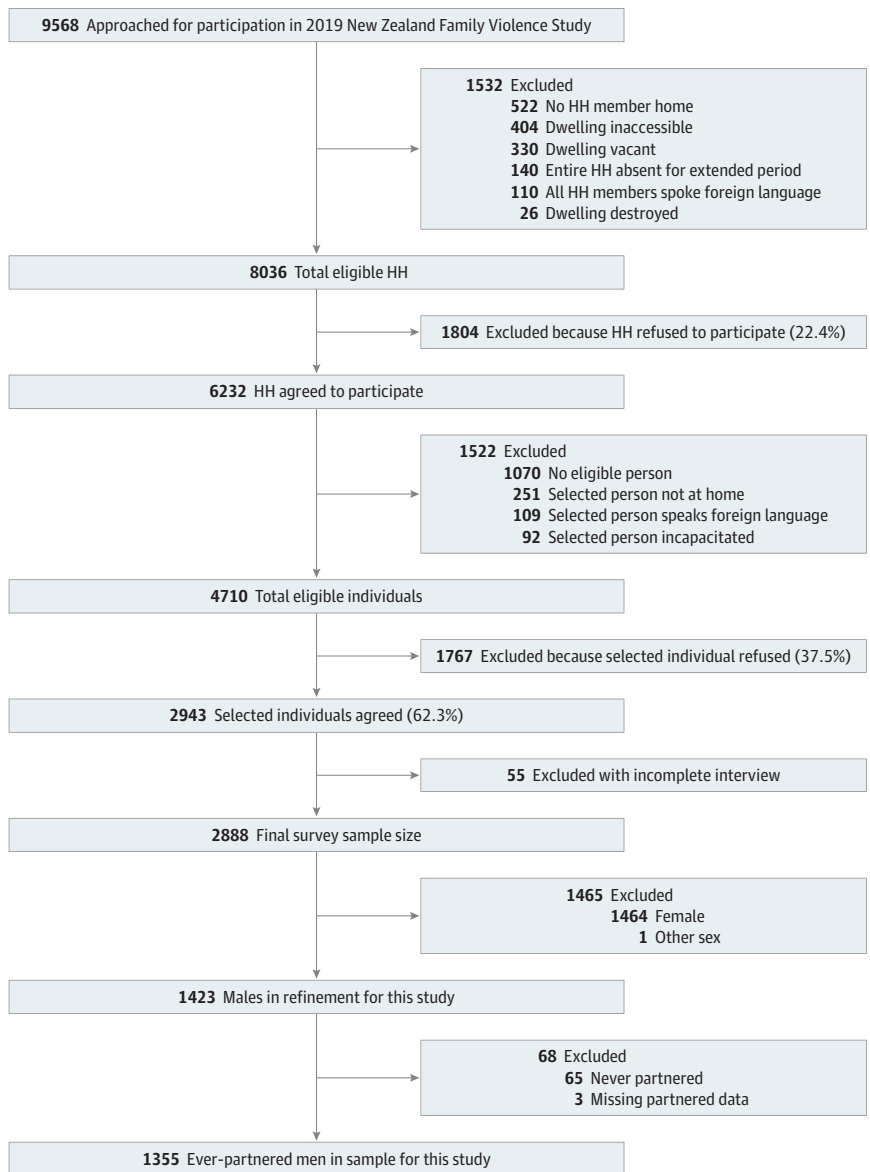 9568 Approached for participation in 2019 New Zealand Family Violence Study
1532 Excluded
522 No HH member home
404 Dwelling inaccessible
330 Dwelling vacant
140 Entire HH absent for extended period
110 All HH members spoke foreign language
26 Dwelling destroyed
8036 Total eligible HH
1804 Excluded because HH refused to participate (22.4%)
6232 HH agreed to participate
1522 Excluded
1070 No eligible person
251 Selected person not at home
109 Selected person speaks foreign language
92 Selected person incapacitated
4710 Total eligible individuals
1767 Excluded because selected individual refused (37.5%)
2943 Selected individuals agreed (62.3%)
55 Excluded with incomplete interview
2888 Final survey sample size
1465 Excluded
1464 Female
1 Other sex
1423 Males in refinement for this study
68 Excluded
65 Never partnered
3 Missing partnered data
1355 Ever-partnered men in sample for this study